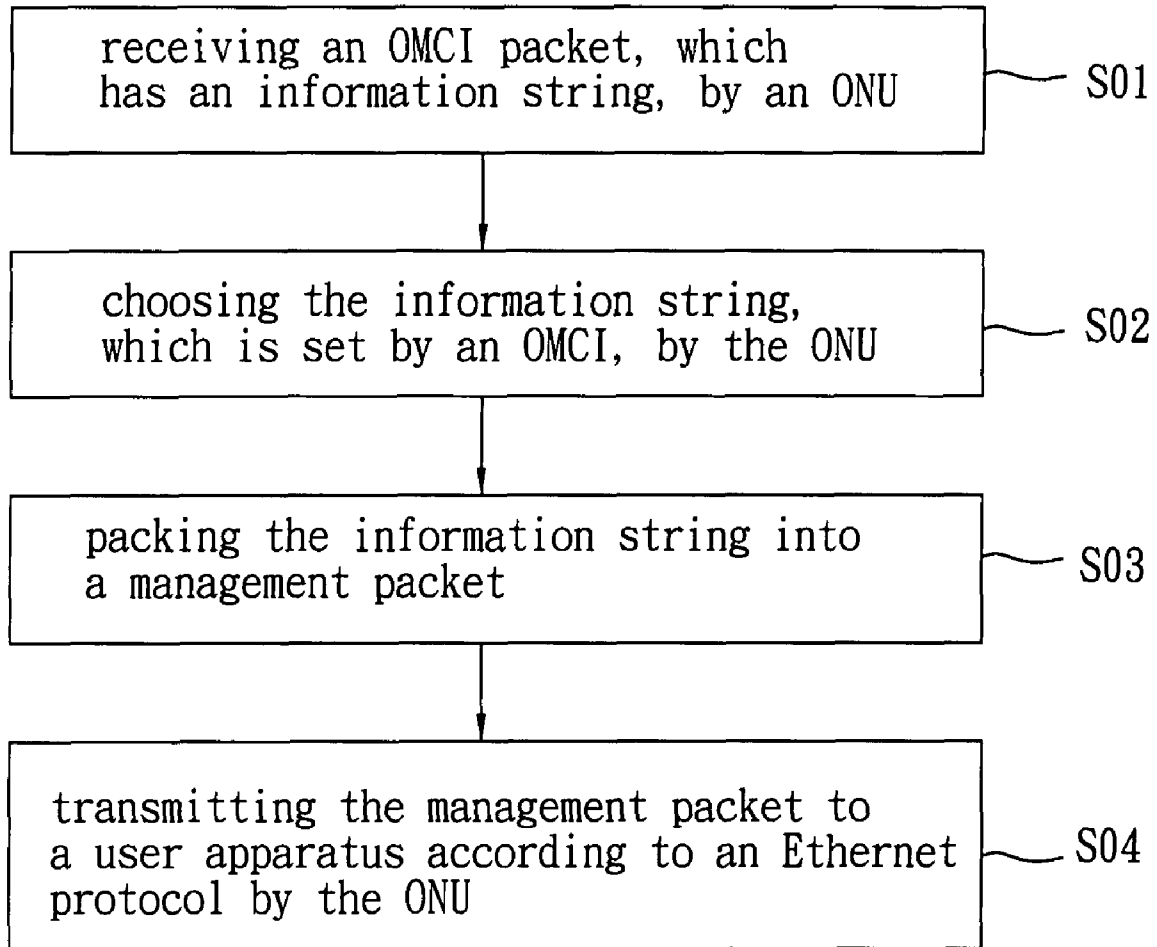 receiving an OMCI packet, which
has an information string, by an ONU
S01
choosing the information string,
which is set by an OMCI, by the ONU
S02
packing the information string into
a management packet
S03
transmitting the management packet to
a user apparatus according to an Ethernet
protocol by the ONU
S04